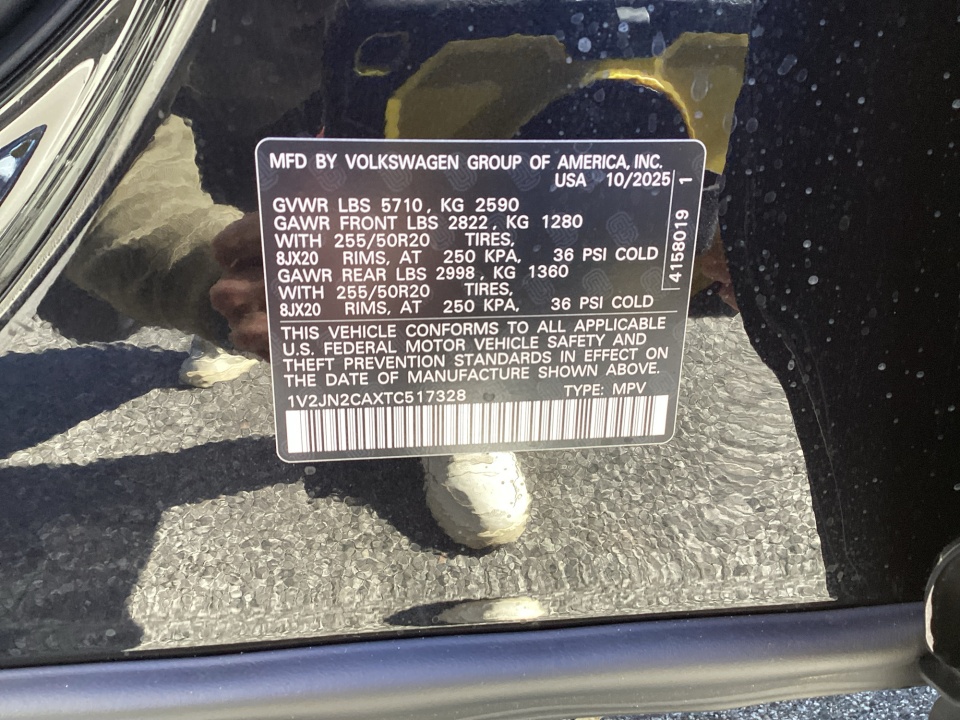 MFD BY VOLKSWAGEN GROUP OF AMERICA, INC.
USA 10/2025
GVWR LBS 5710, KG 2590
GAWR FRONT LBS 2822, KG 1280
WITH 255/50R20 TIRES,
8JX20 RIMS, AT 250 KPA, 36 PSI COLD
GAWR REAR LBS 2998, KG 1360
WITH 255/50R20 TIRES,
8JX20 RIMS, AT 250 KPA, 36 PSI COLD
4158019 1
THIS VEHICLE CONFORMS TO ALL APPLICABLE
U.S. FEDERAL MOTOR VEHICLE SAFETY AND
THEFT PREVENTION STANDARDS IN EFFECT ON
THE DATE OF MANUFACTURE SHOWN ABOVE.
1V2JN2CAXTC517328 TYPE: MPV